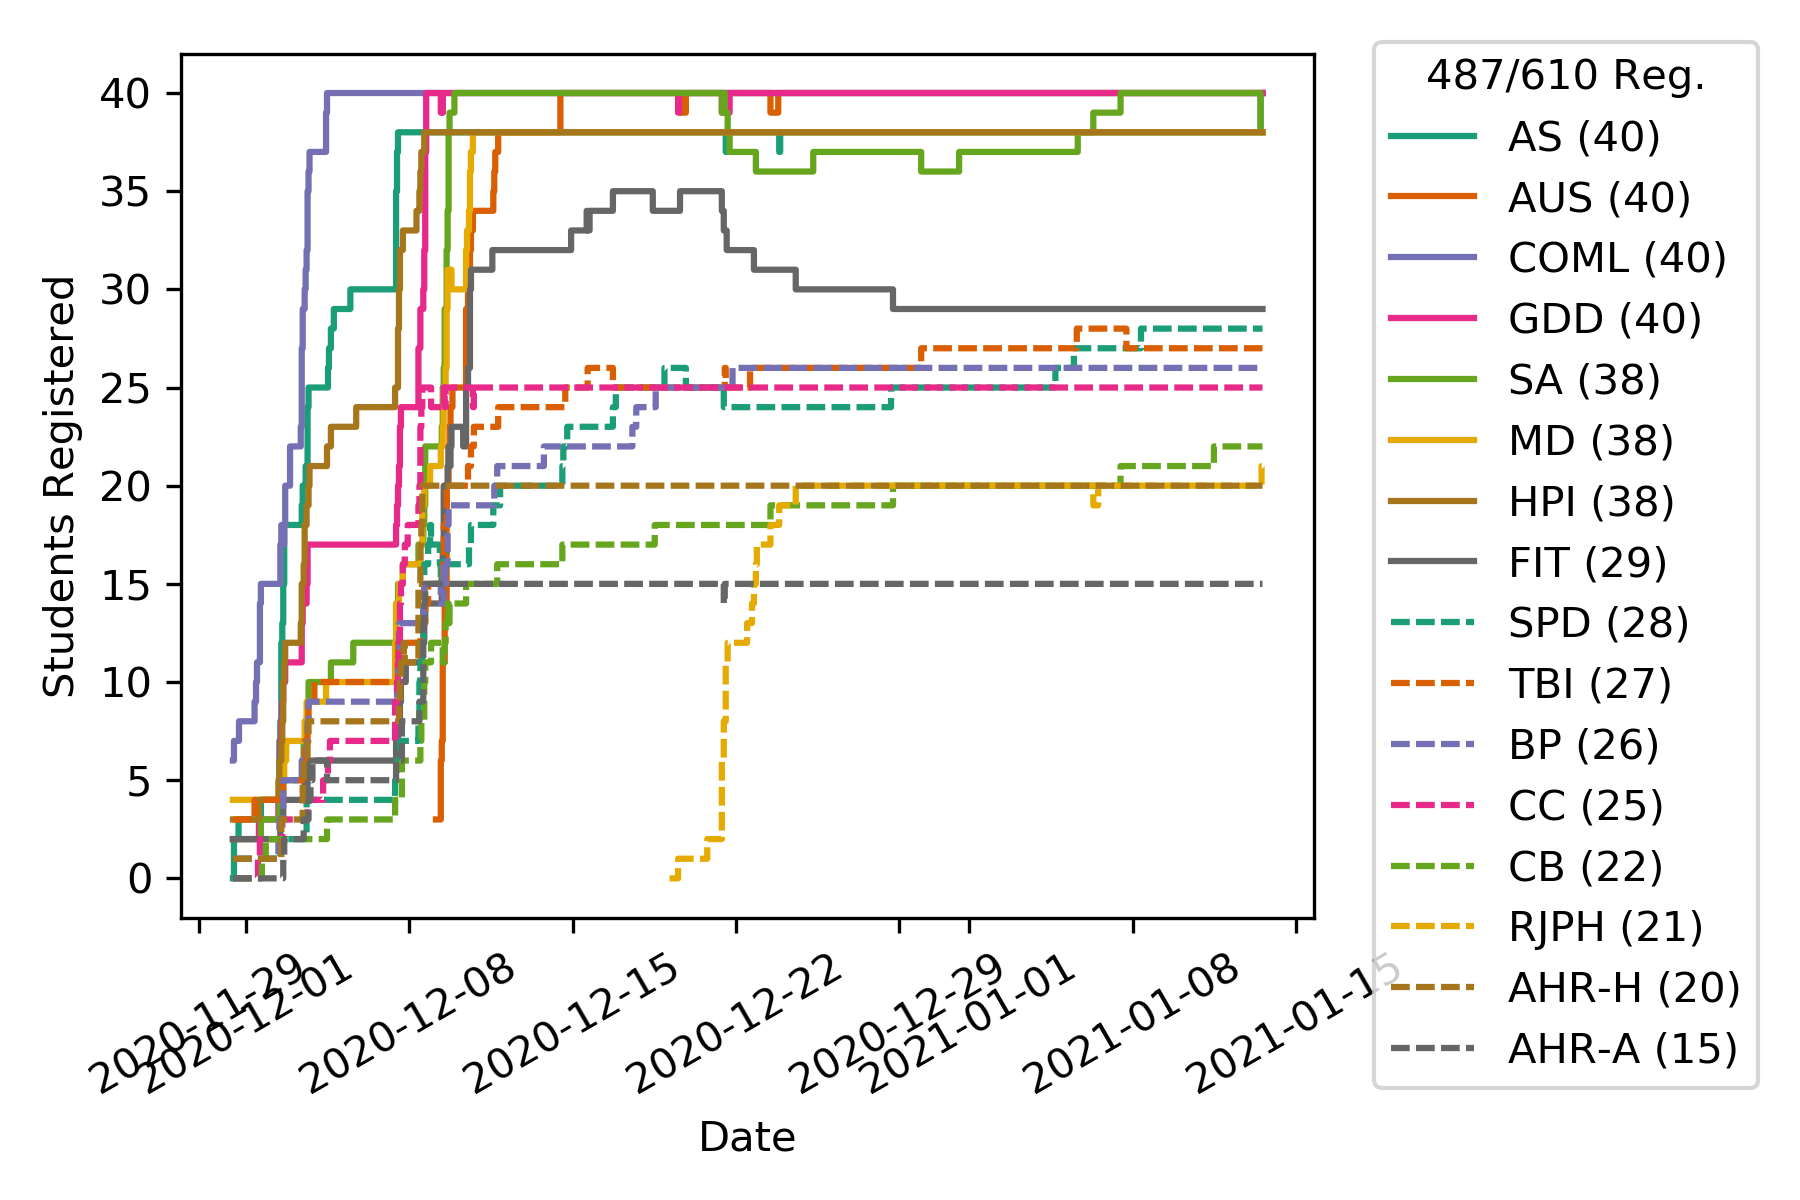 40
35
30
25
20
15
10
5
0
Students Registered
2020-11-29
2020-12-01
2020-12-08
2020-12-15
2020-12-22
2020-12-29
2021-01-01
2021-01-08
2021-01-15
Date
487/610 Reg.
AS (40)
AUS (40)
COML (40)
GDD (40)
SA (38)
MD (38)
HPI (38)
FIT (29)
SPD (28)
TBI (27)
BP (26)
CC (25)
CB (22)
RJPH (21)
AHR-H (20)
AHR-A (15)